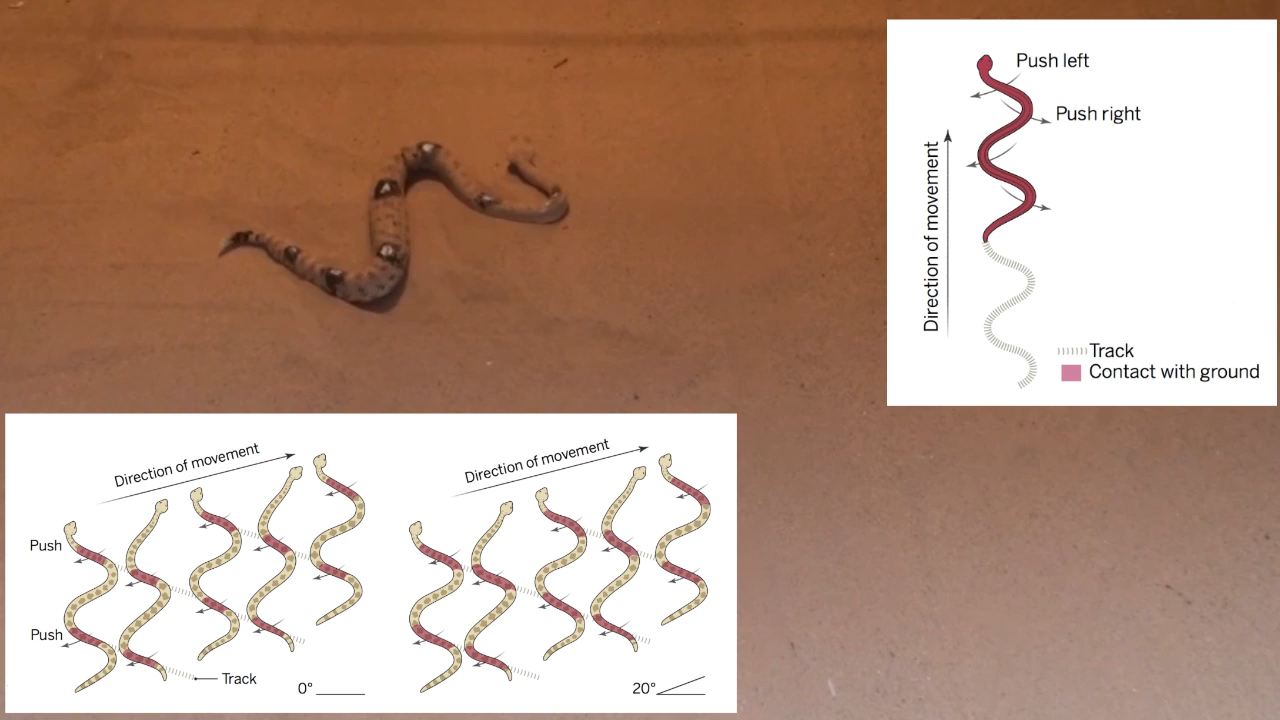 Push left
Push right
Direction of movement
Track
Contact with ground
Direction of movement
Push
Push
Track
0°
Direction of movement
20°